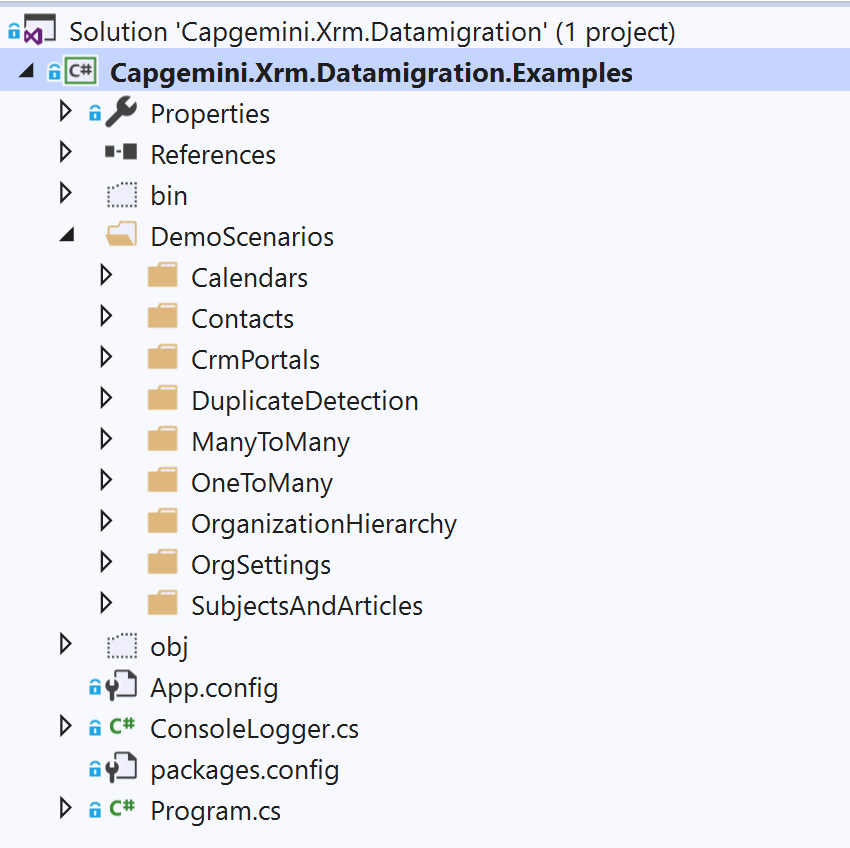 Solution 'Capgemini.Xrm.Datamigration' (1 project)
C# Capgemini.Xrm.Datamigration.Examples
Properties
References
bin
DemoScenarios
Calendars
Contacts
CrmPortals
DuplicateDetection
ManyToMany
OneToMany
OrganizationHierarchy
OrgSettings
SubjectsAndArticles
obj
App.config
C# ConsoleLogger.cs
packages.config
C# Program.cs